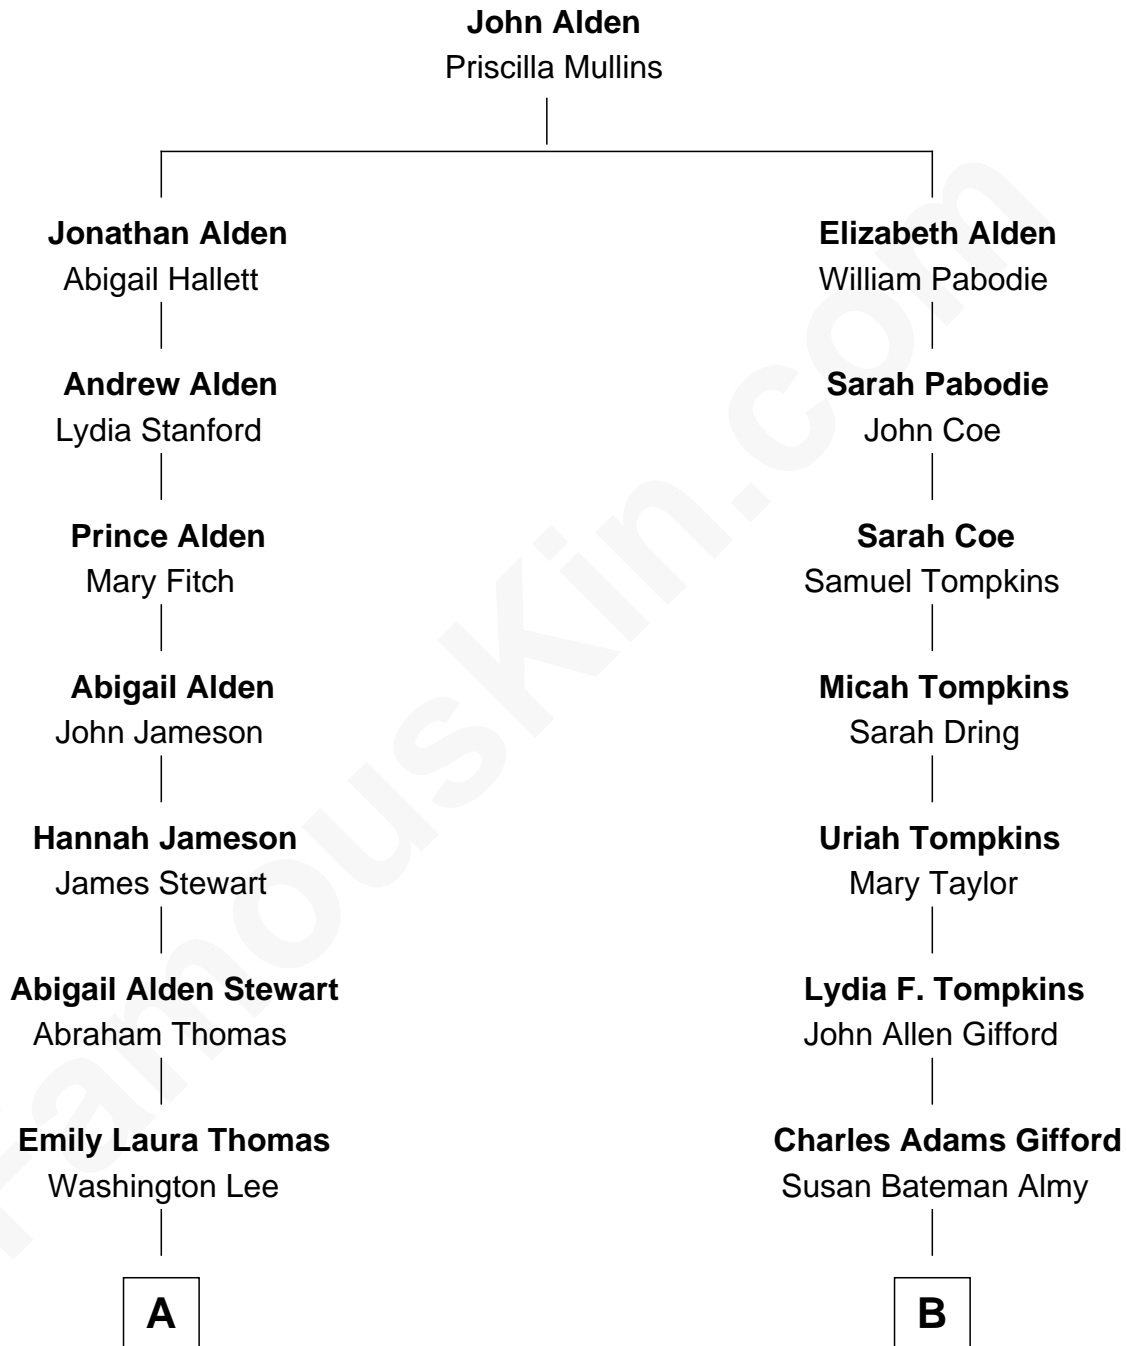 John Alden
Priscilla Mullins
Jonathan Alden
Abigail Hallett
Elizabeth Alden
William Pabodie
Andrew Alden
Lydia Stanford
Sarah Pabodie
John Coe
Prince Alden
Mary Fitch
Sarah Coe
Samuel Tompkins
Abigail Alden
John Jameson
Micah Tompkins
Sarah Dring
Hannah Jameson
James Stewart
Uriah Tompkins
Mary Taylor
Abigail Alden Stewart
Abraham Thomas
Lydia F. Tompkins
John Allen Gifford
Emily Laura Thomas
Washington Lee
Charles Adams Gifford
Susan Bateman Almy
A
B
FamousKin.com